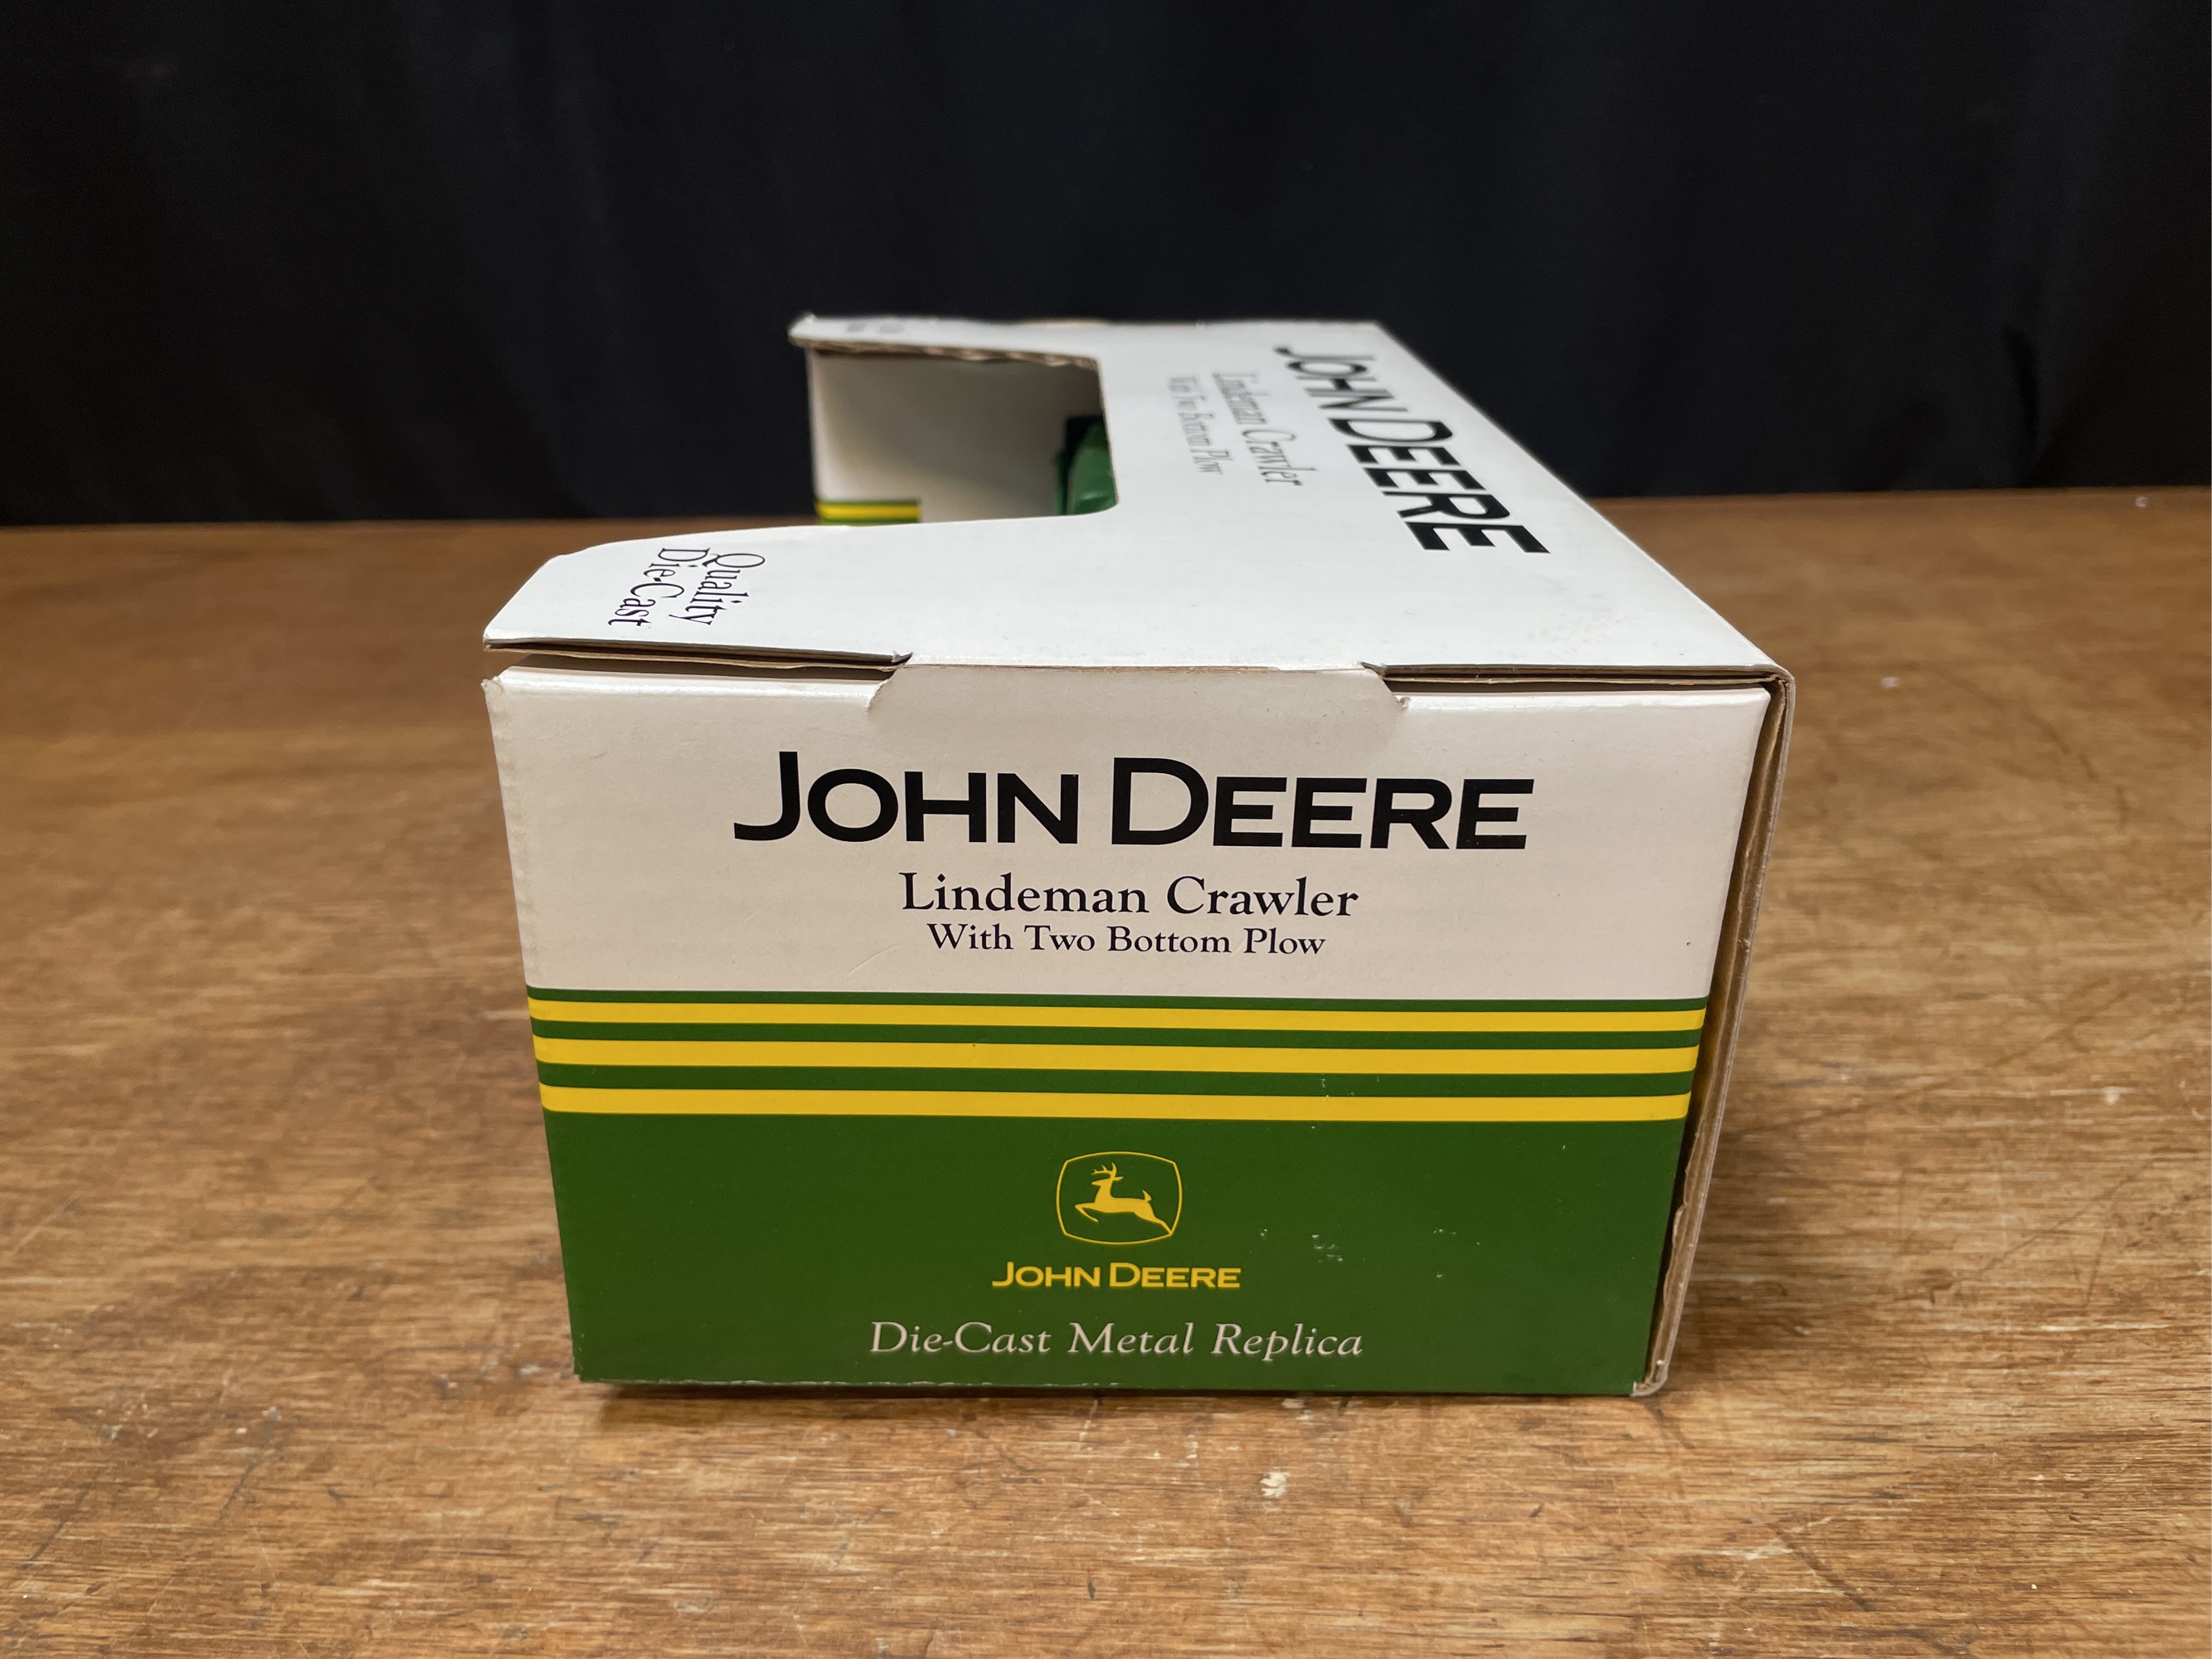 JOHN DEERE
Lindeman Crawler
With Two Bottom Plow
Quality
Die-Cast
JOHN DEERE
Lindeman Crawler
With Two Bottom Plow
JOHN DEERE
Die-Cast Metal Replica